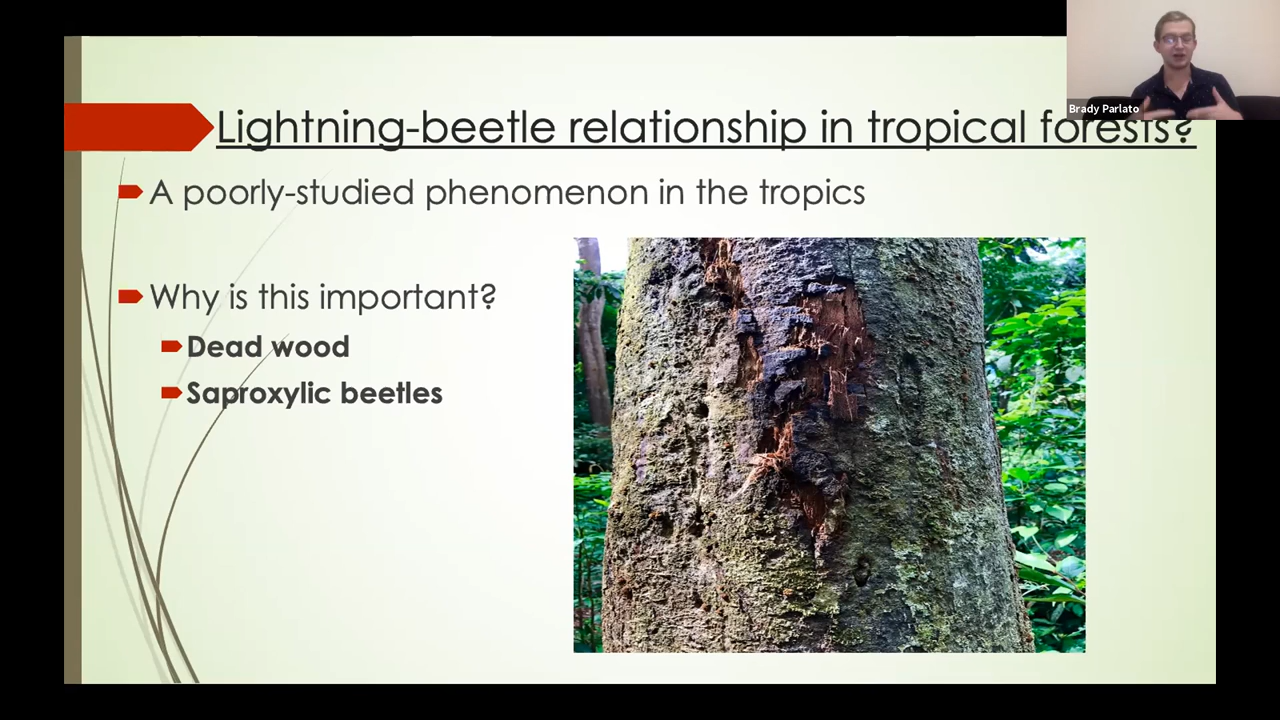 Brady Parlato
Lightning-beetle relationship in tropical forests?
A poorly-studied phenomenon in the tropics
Why is this important?
Dead wood
Saproxylic beetles